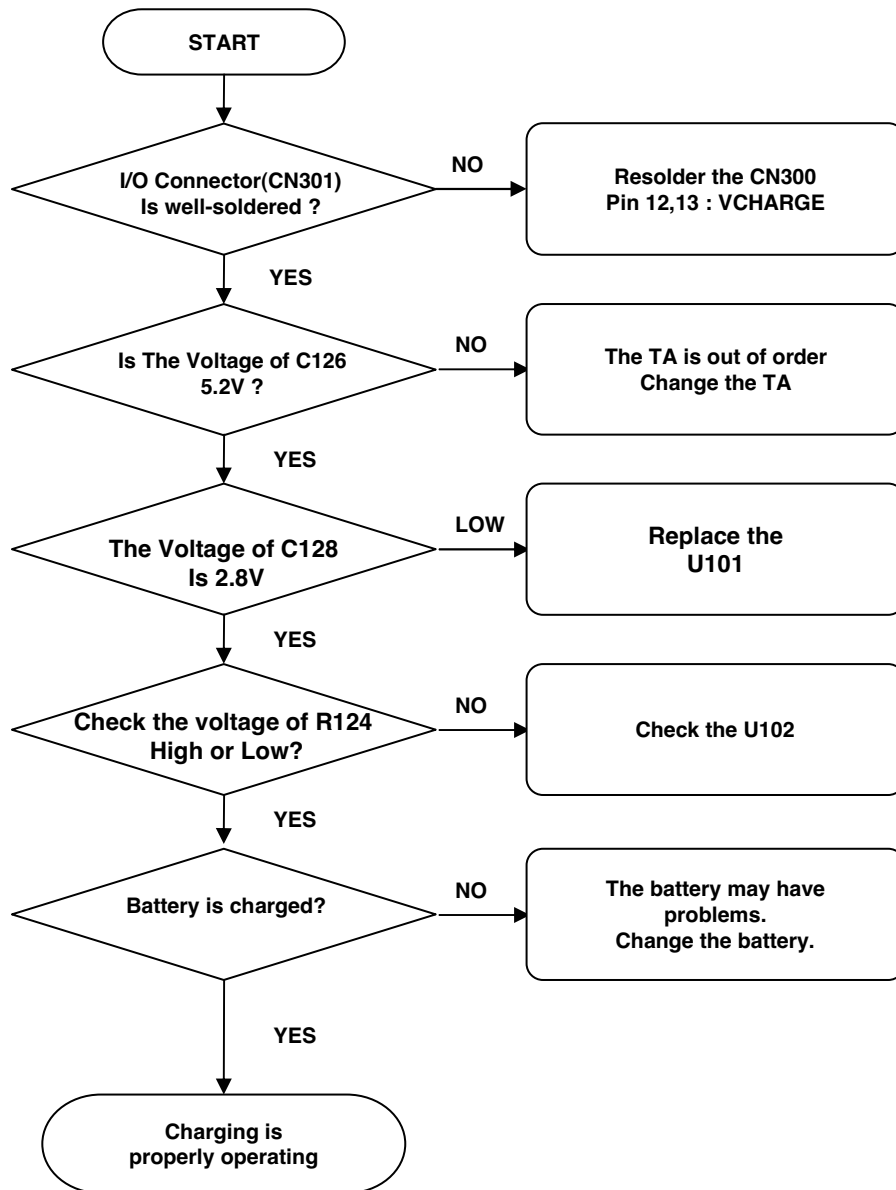 START
I/O Connector(CN301)
Is well-soldered ?
NO
Resolder the CN300
Pin 12,13 : VCHARGE
YES
Is The Voltage of C126
5.2V ?
NO
The TA is out of order
Change the TA
YES
The Voltage of C128
Is 2.8V
LOW
Replace the
U101
YES
Check the voltage of R124
High or Low?
NO
Check the U102
YES
Battery is charged?
NO
The battery may have
problems.
Change the battery.
YES
Charging is
properly operating